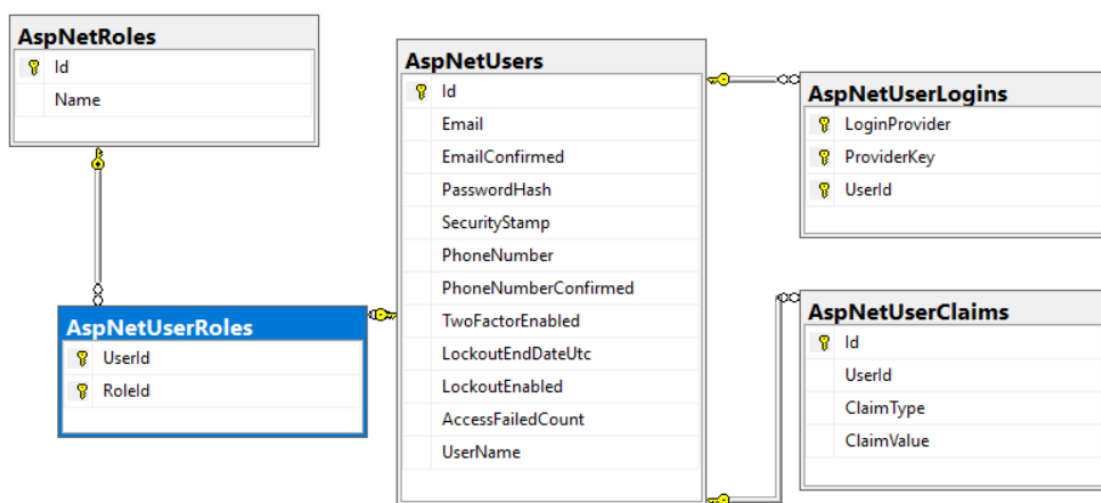 AspNetRoles
Id
Name
AspNetUserRoles
UserId
RoleId
AspNetUsers
Id
Email
EmailConfirmed
PasswordHash
SecurityStamp
PhoneNumber
PhoneNumberConfirmed
TwoFactorEnabled
LockoutEndDateUtc
LockoutEnabled
AccessFailedCount
UserName
AspNetUserLogins
LoginProvider
ProviderKey
UserId
AspNetUserClaims
Id
UserId
ClaimType
ClaimValue